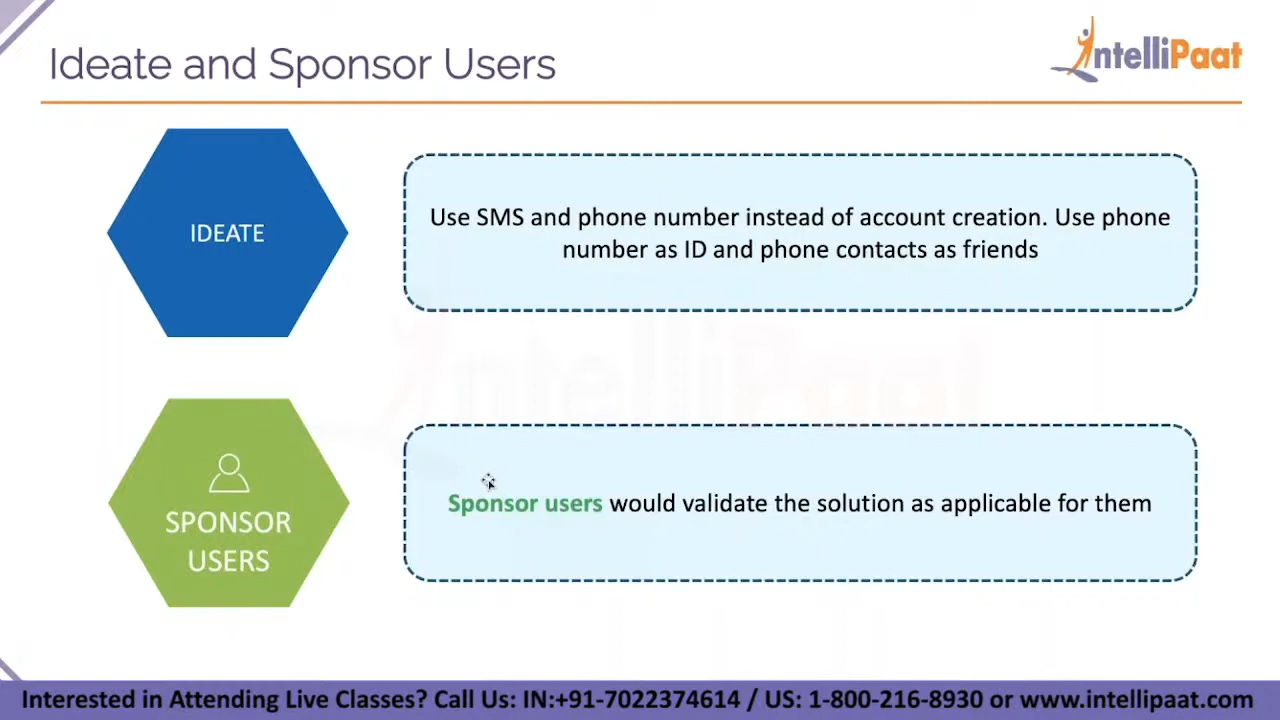 Ideate and Sponsor Users
IntelliPaat
IDEATE
Use SMS and phone number instead of account creation. Use phone
number as ID and phone contacts as friends
IntelliPaat
SPONSOR
USERS
Sponsor users would validate the solution as applicable for them
Interested in Attending Live Classes? Call Us: IN:+91-7022374614 / US: 1-800-216-8930 or www.intellipaat.com